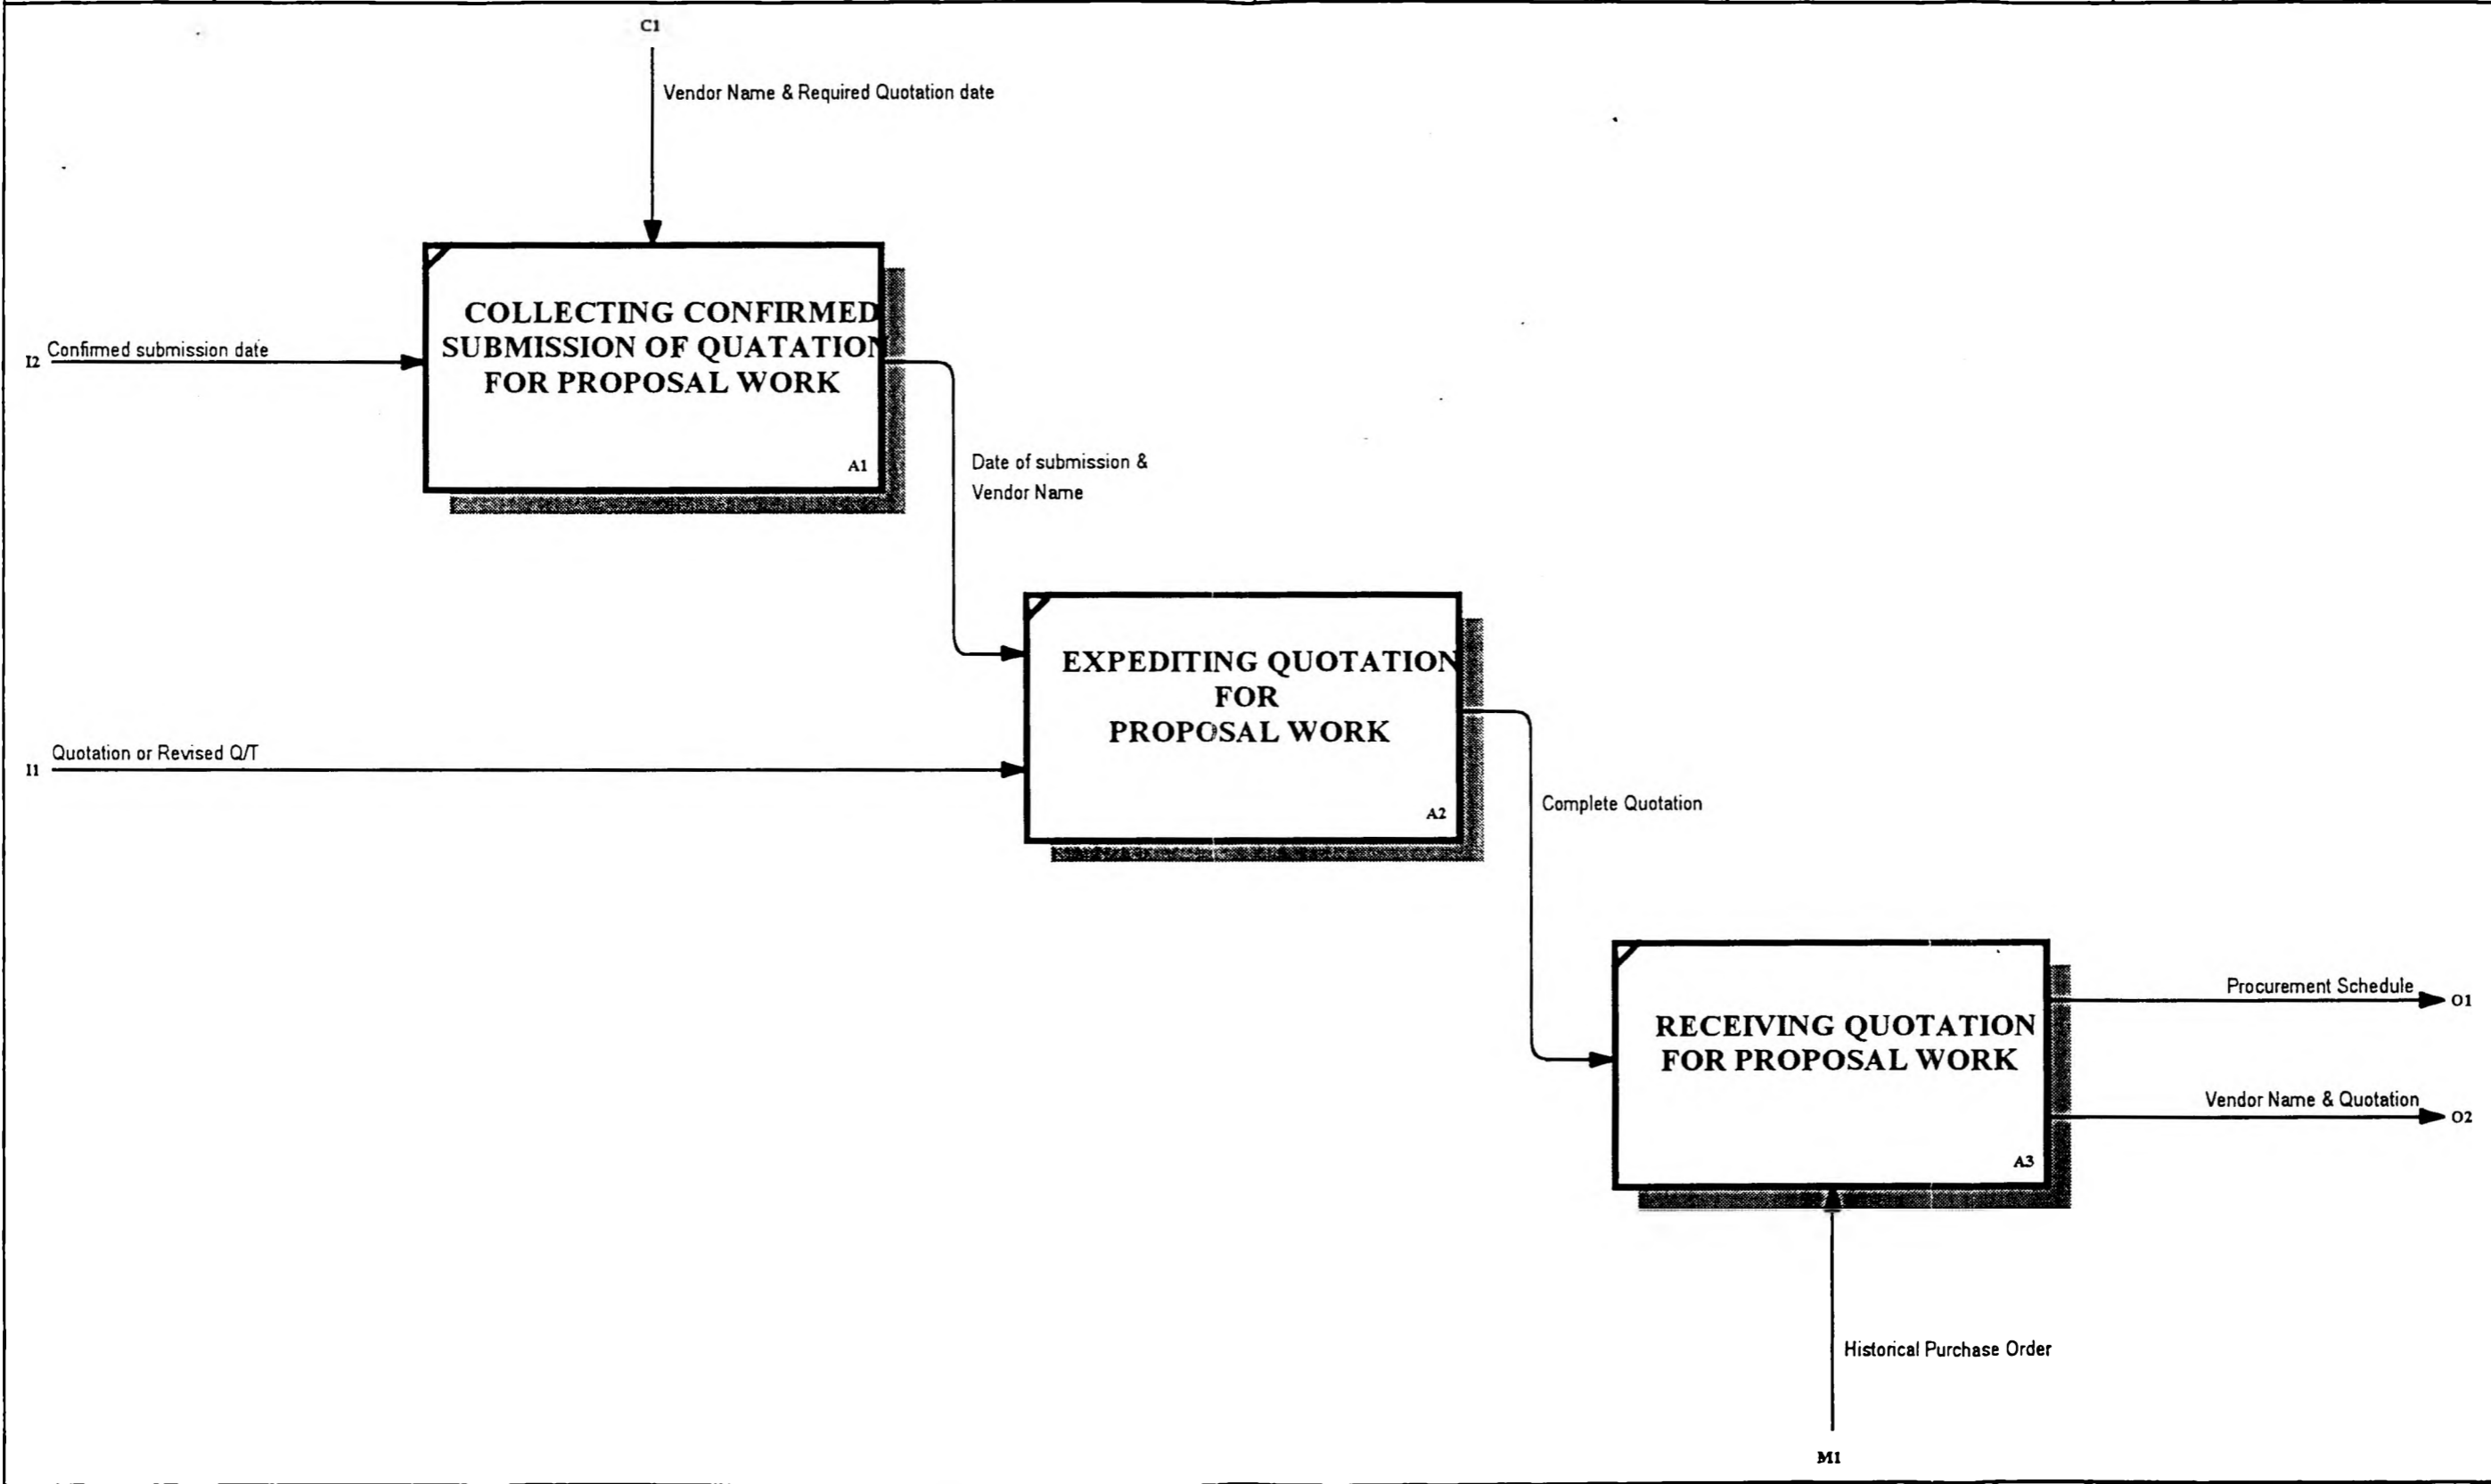 C1
Vendor Name & Required Quotation date
COLLECTING CONFIRMED
SUBMISSION OF QUATATION
FOR PROPOSAL WORK
A1
I2
Confirmed submission date
Date of submission &
Vendor Name
EXPEDITING QUOTATION
FOR
PROPOSAL WORK
A2
I1
Quotation or Revised Q/T
Complete Quotation
RECEIVING QUOTATION
FOR PROPOSAL WORK
A3
Procurement Schedule
O1
Vendor Name & Quotation
O2
Historical Purchase Order
M1